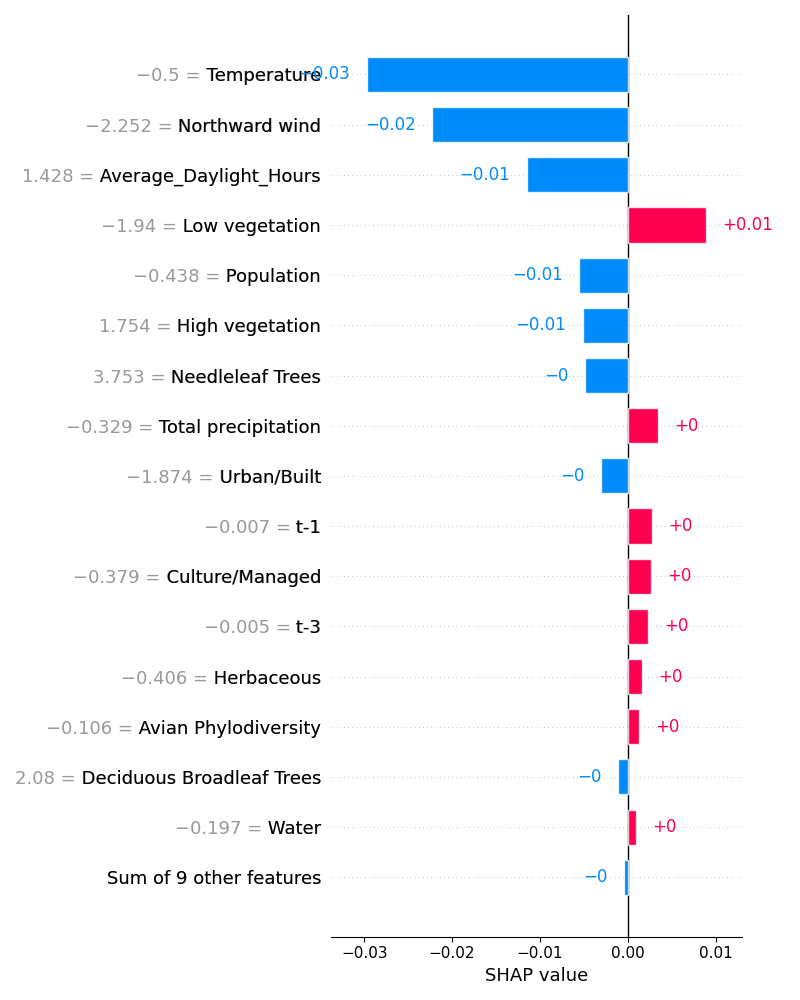 −0.5 = Temperature −0.03
−2.252 = Northward wind −0.02
1.428 = Average_Daylight_Hours −0.01
−1.94 = Low vegetation +0.01
−0.438 = Population −0.01
1.754 = High vegetation −0.01
3.753 = Needleleaf Trees −0
−0.329 = Total precipitation +0
−1.874 = Urban/Built −0
−0.007 = t-1 +0
−0.379 = Culture/Managed +0
−0.005 = t-3 +0
−0.406 = Herbaceous +0
−0.106 = Avian Phylodiversity +0
2.08 = Deciduous Broadleaf Trees −0
−0.197 = Water +0
Sum of 9 other features −0
−0.03 −0.02 −0.01 0.00 0.01
SHAP value